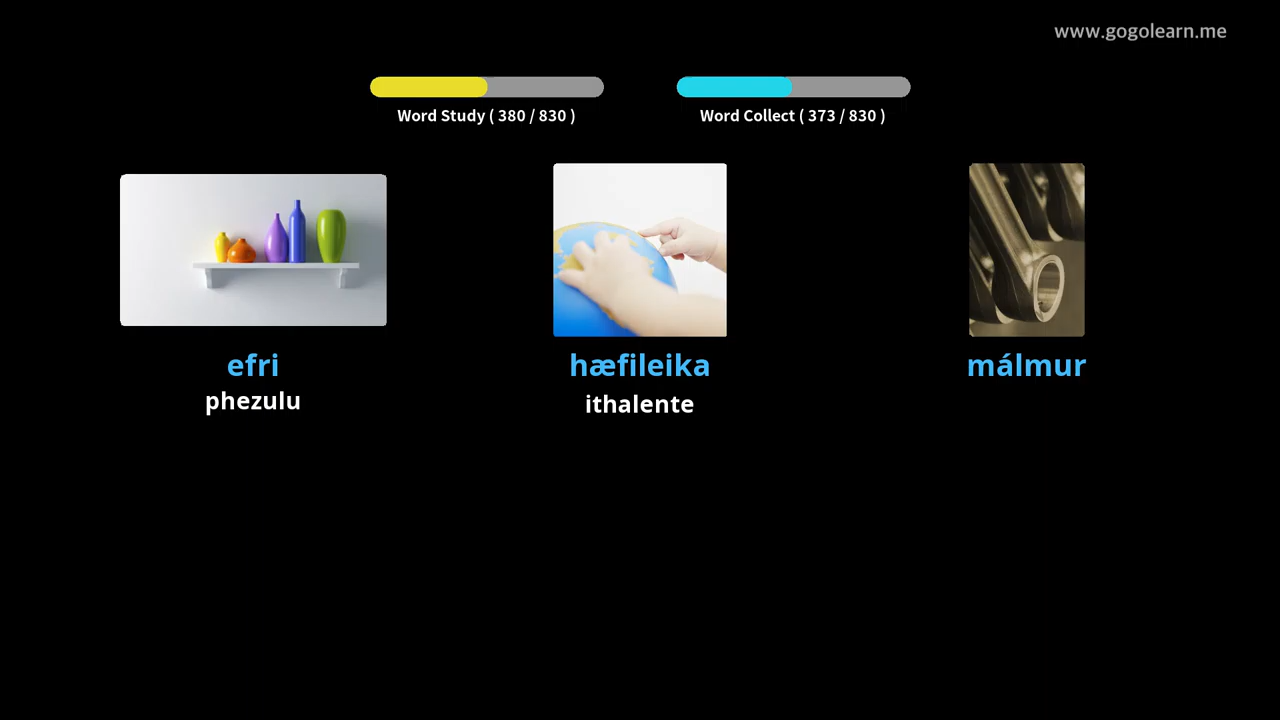 www.gogolearn.me
Word Study ( 380 / 830 )
Word Collect ( 373 / 830 )
efri
hæfileika
málmur
phezulu
ithalente